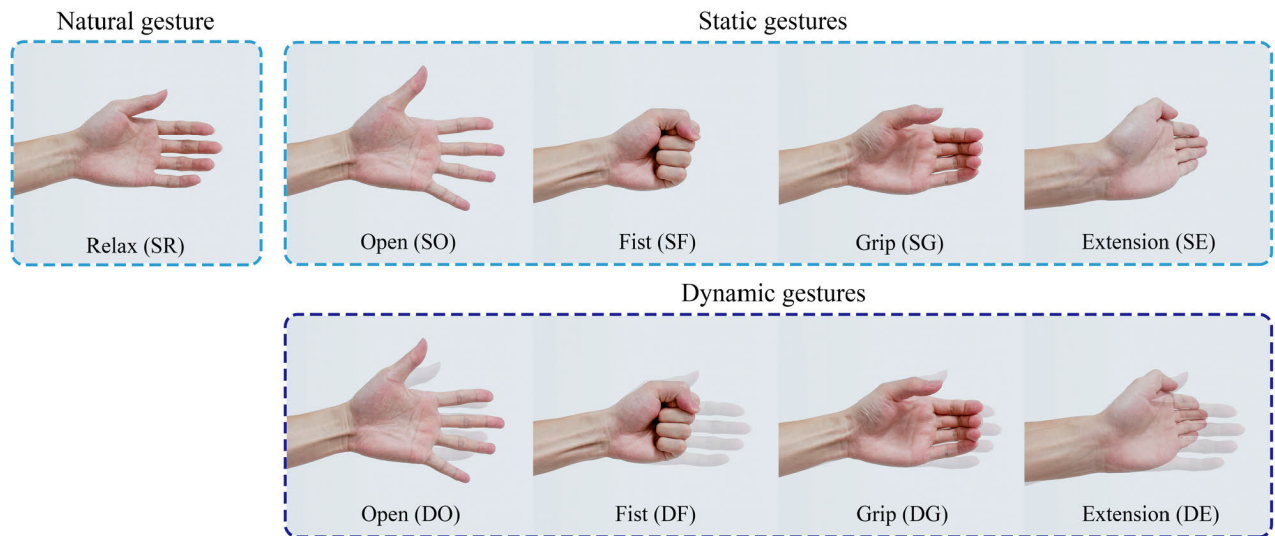 Natural gesture
Static gestures
Relax (SR)
Open (SO)
Fist (SF)
Grip (SG)
Extension (SE)
Dynamic gestures
Open (DO)
Fist (DF)
Grip (DG)
Extension (DE)